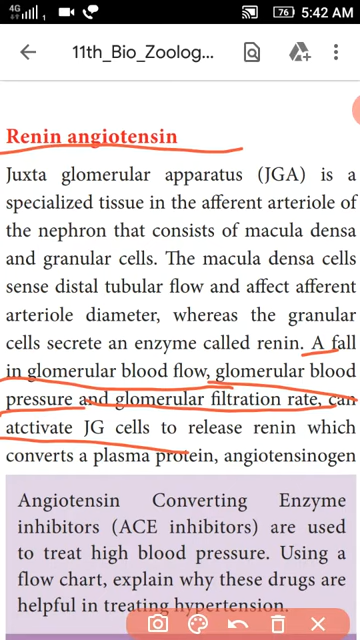 4G
1
76
5:42 AM
11th_Bio_Zoolog...
Renin angiotensin
Juxta glomerular apparatus (JGA) is a
specialized tissue in the afferent arteriole of
the nephron that consists of macula densa
and granular cells. The macula densa cells
sense distal tubular flow and affect afferent
arteriole diameter, whereas the granular
cells secrete an enzyme called renin. A fall
in glomerular blood flow, glomerular blood
pressure and glomerular filtration rate, can
atctivate JG cells to release renin which
converts a plasma protein, angiotensinogen
Angiotensin Converting Enzyme
inhibitors (ACE inhibitors) are used
to treat high blood pressure. Using a
flow chart, explain why these drugs are
helpful in treating hypertension.